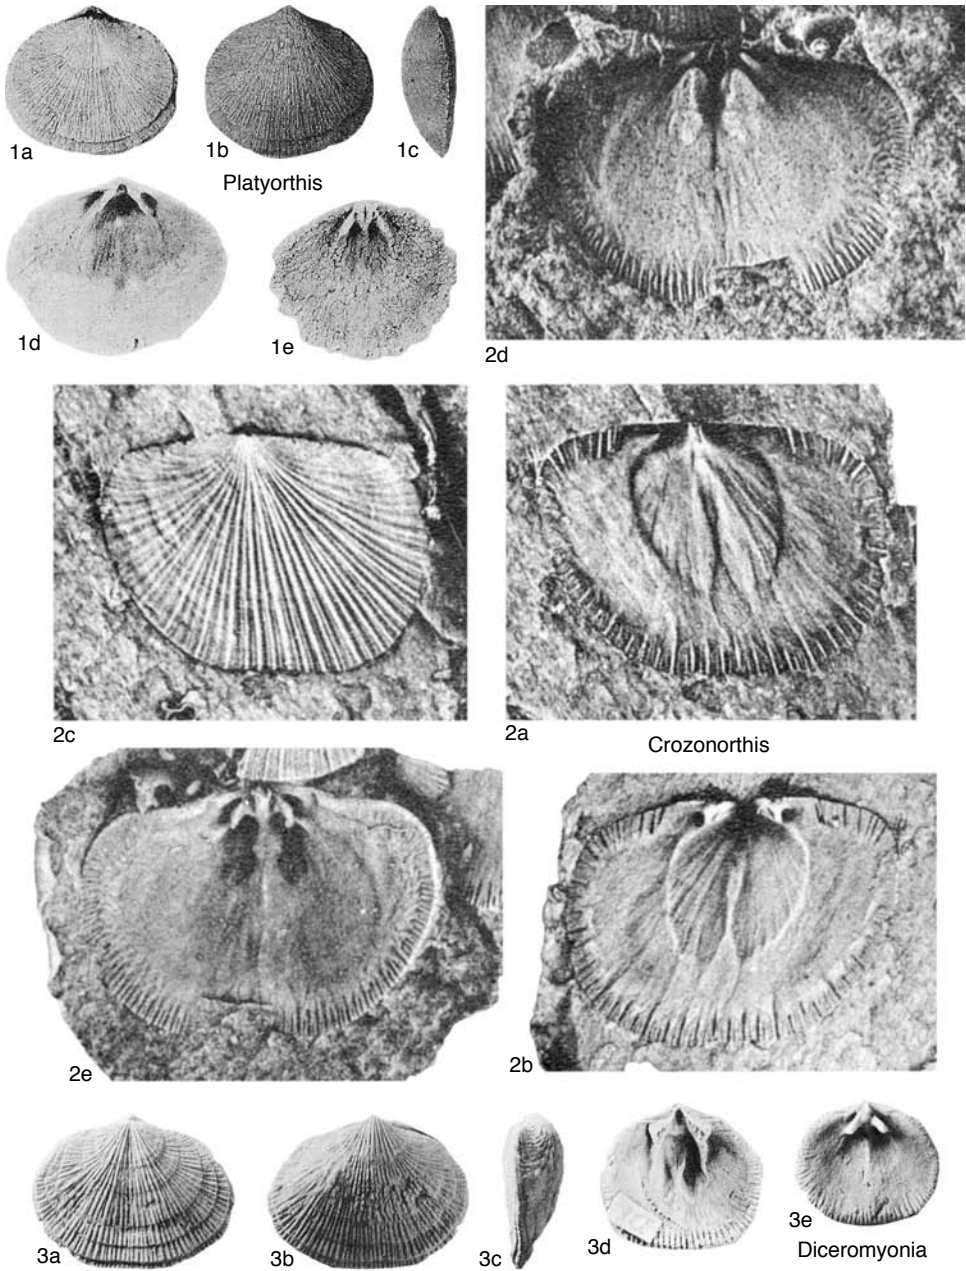 1a
1b
1c
Platyorthis
1d
1e
2d
2c
2a
Crozonorthis
2e
2b
3a
3b
3c
3d
3e
Diceromyonia